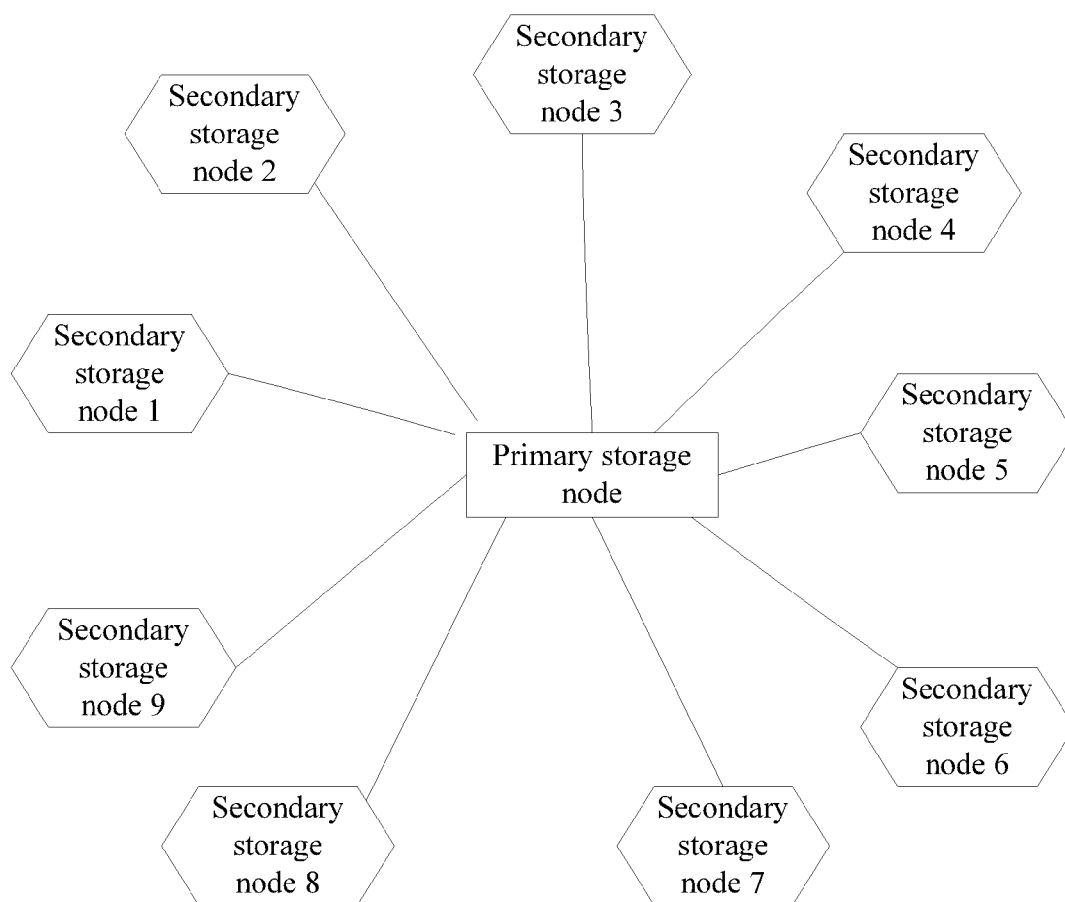 Secondary
storage
node 3
Secondary
storage
node 2
Secondary
storage
node 4
Secondary
storage
node 1
Secondary
storage
node 5
Primary storage
node
Secondary
storage
node 9
Secondary
storage
node 6
Secondary
storage
node 8
Secondary
storage
node 7